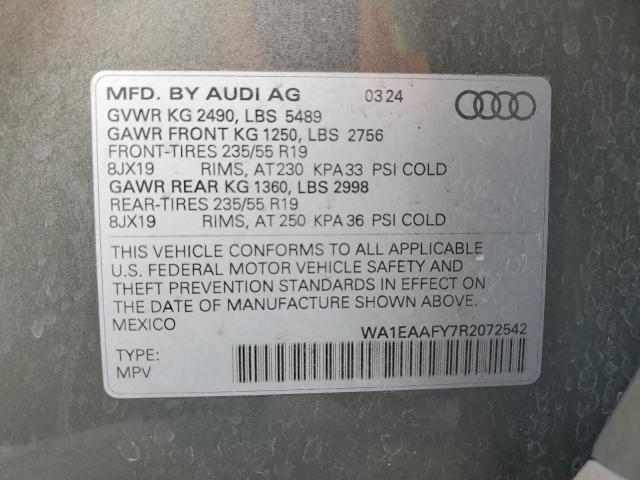 MFD. BY AUDI AG 03 24
GVWR KG 2490, LBS 5489
GAWR FRONT KG 1250, LBS 2756
FRONT-TIRES 235/55 R19
8JX19 RIMS, AT 230 KPA 33 PSI COLD
GAWR REAR KG 1360, LBS 2998
REAR-TIRES 235/55 R19
8JX19 RIMS, AT 250 KPA 36 PSI COLD
THIS VEHICLE CONFORMS TO ALL APPLICABLE
U.S. FEDERAL MOTOR VEHICLE SAFETY AND
THEFT PREVENTION STANDARDS IN EFFECT ON
THE DATE OF MANUFACTURE SHOWN ABOVE.
MEXICO WA1EAAFY7R2072542
TYPE:
MPV